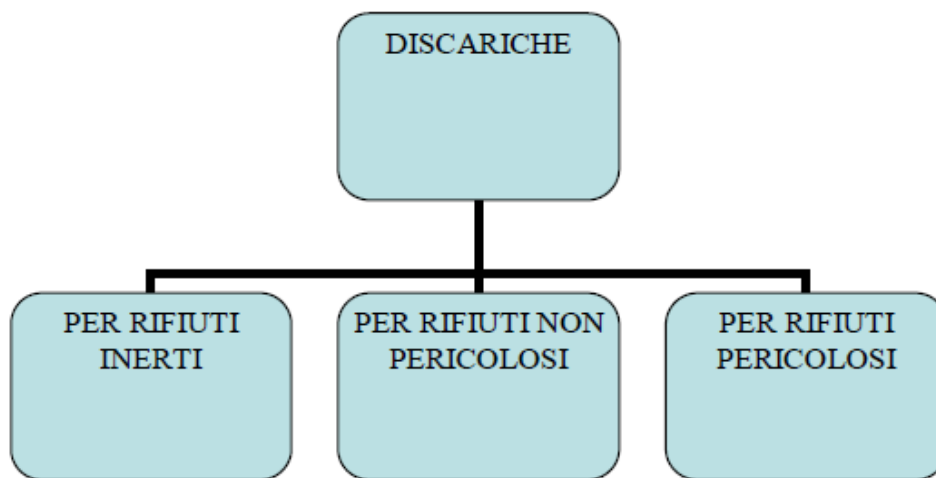 DISCARICHE
PER RIFIUTI
INERTI
PER RIFIUTI NON
PERICOLOSI
PER RIFIUTI
PERICOLOSI